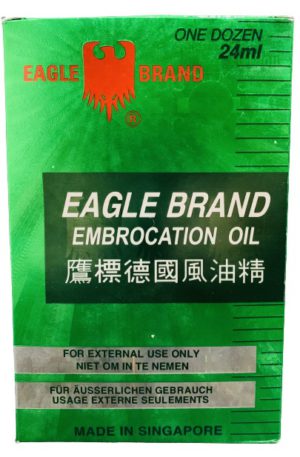 ONE DOZEN
24ml
EAGLE BRAND
®
EAGLE BRAND
EMBROCATION OIL
鷹標德國風油精
FOR EXTERNAL USE ONLY
NIET OM IN TE NEMEN
FÜR ÄUSSERLICHEN GEBRAUCH
USAGE EXTERNE SEULEMENTS
MADE IN SINGAPORE